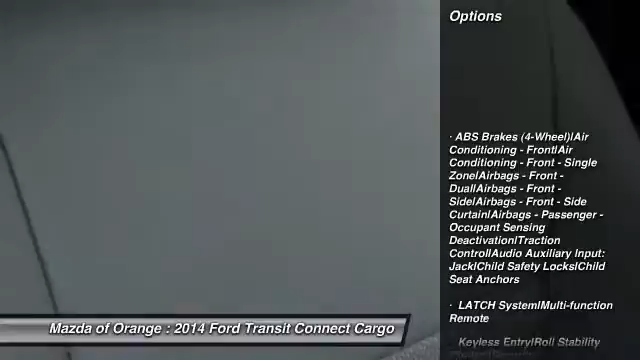 Options
· ABS Brakes (4-Wheel)|Air
Conditioning - Front|Air
Conditioning - Front - Single
Zone|Airbags - Front -
Dual|Airbags - Front -
Side|Airbags - Front - Side
Curtain|Airbags - Passenger -
Occupant Sensing
Deactivation|Traction
Control|Audio Auxiliary Input:
Jack|Child Safety Locks|Child
Seat Anchors
· LATCH System|Multi-function
Remote
Keyless Entry|Roll Stability
Mazda of Orange : 2014 Ford Transit Connect Cargo